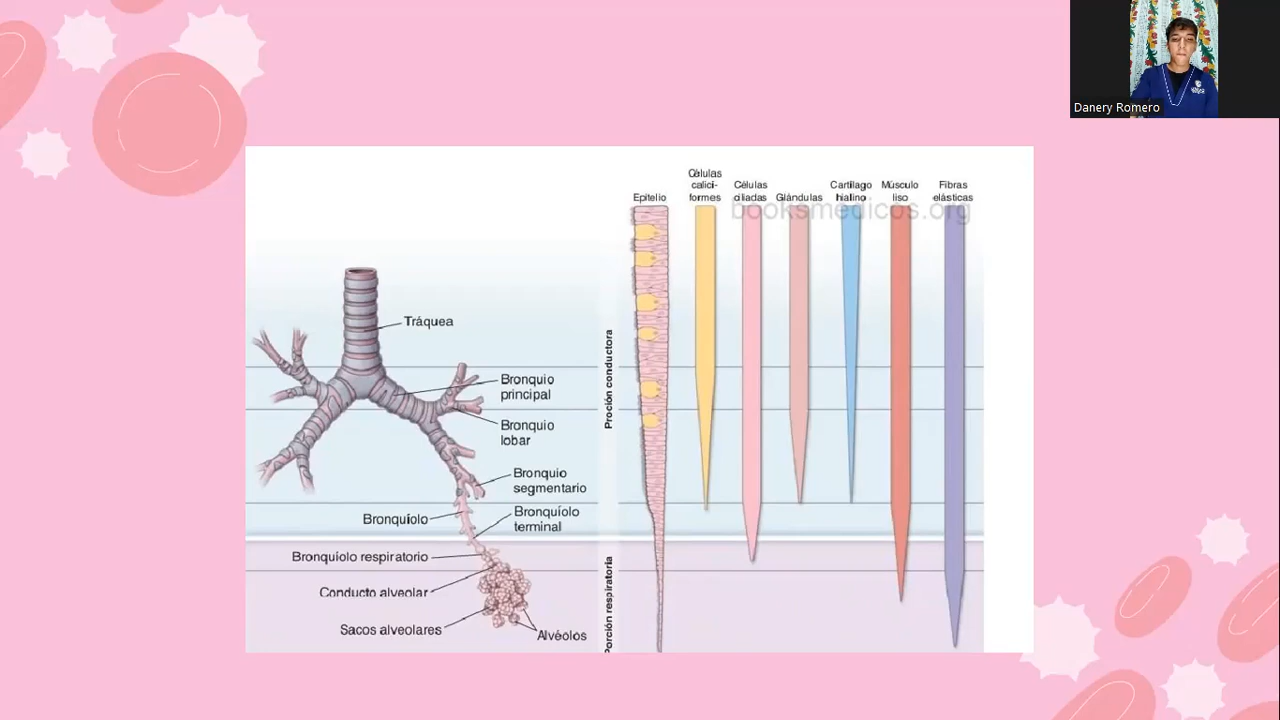 Danery Romero
Células
calici-
formes
Epitelio
Células
ciliadas
Glándulas
Cartílago
hialino
Músculo
liso
Fibras
elásticas
booksmedicos.org
Tráquea
Bronquio
principal
Bronquio
lobar
Bronquio
segmentario
Bronquíolo
Bronquíolo
terminal
Bronquíolo respiratorio
Conducto alveolar
Sacos alveolares
Alvéolos
Proción conductora
Porción respiratoria